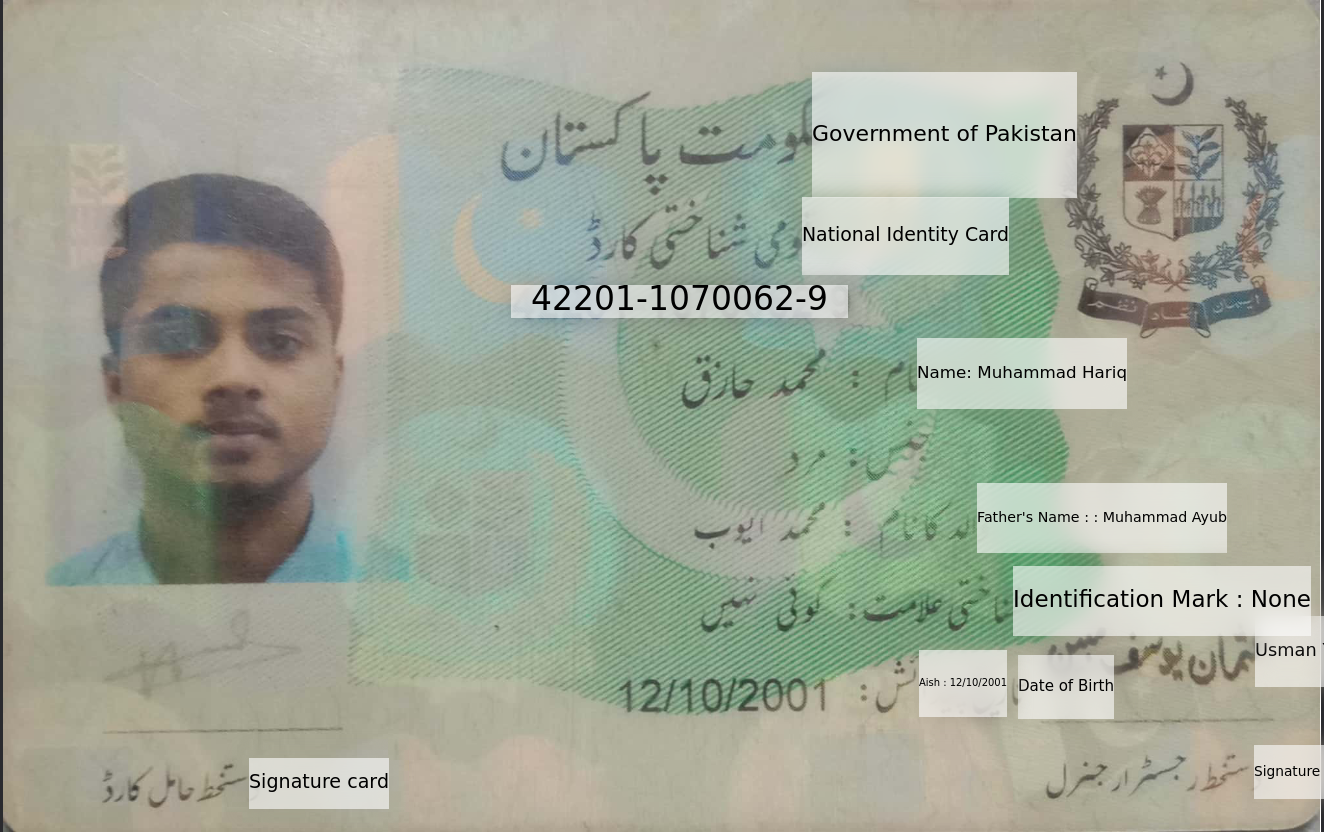 حکومت پاکستان
Government of Pakistan
قومی شناختی کارڈ
National Identity Card
42201-1070062-9
نام : محمد حازق
Name: Muhammad Hariq
جنس: مرد
والد کا نام : محمد ایوب
Father's Name : : Muhammad Ayub
شناختی علامت: کوئی نہیں
Identification Mark : None
عثمان یوسف مبین
Usman
12/10/2001
Aish : 12/10/2001
Date of Birth
دستخط حامل کارڈ
Signature card
دستخط رجسٹرار جنرل
Signature
ایمان اتحاد نظم